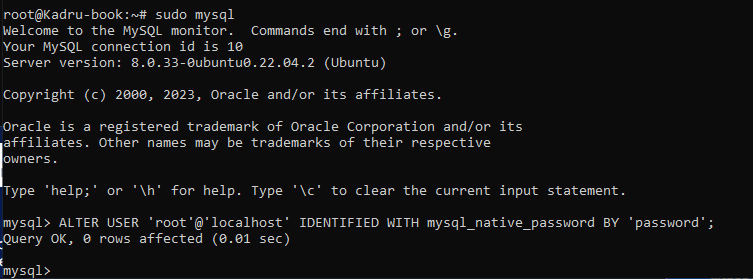 root@Kadru-book:~# sudo mysql
Welcome to the MySQL monitor.  Commands end with ; or \g.
Your MySQL connection id is 10
Server version: 8.0.33-0ubuntu0.22.04.2 (Ubuntu)
Copyright (c) 2000, 2023, Oracle and/or its affiliates.
Oracle is a registered trademark of Oracle Corporation and/or its
affiliates. Other names may be trademarks of their respective
owners.
Type 'help;' or '\h' for help. Type '\c' to clear the current input statement.
mysql> ALTER USER 'root'@'localhost' IDENTIFIED WITH mysql_native_password BY 'password';
Query OK, 0 rows affected (0.01 sec)
mysql>